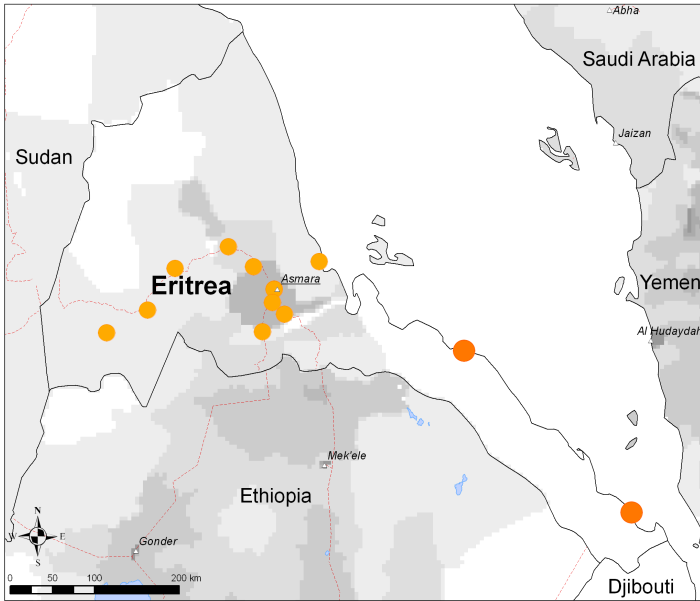 Abha
Saudi Arabia
Jaizan
Sudan
Eritrea
Asmara
Yemen
Al Hudaydah
Mek'ele
Ethiopia
N
W E
S
Gonder
0 50 100 200 km
Djibouti